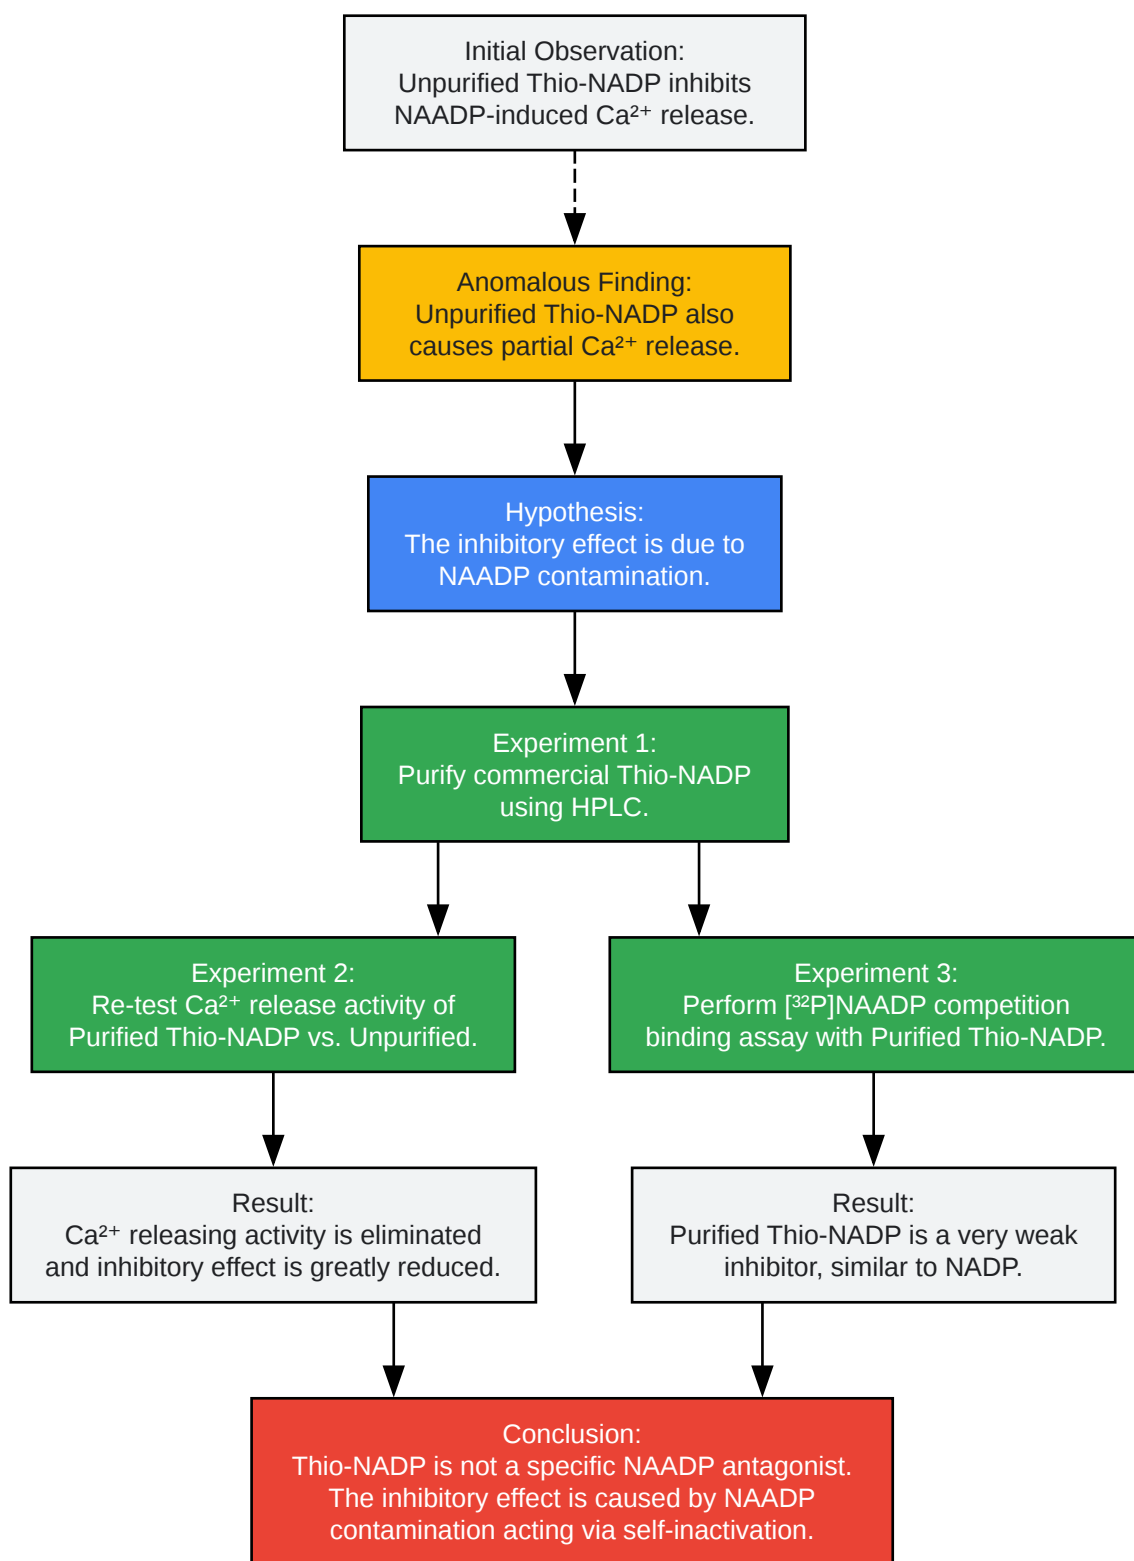 Initial Observation:
Unpurified Thio-NADP inhibits
NAADP-induced Ca²⁺ release.
Anomalous Finding:
Unpurified Thio-NADP also
causes partial Ca²⁺ release.
Hypothesis:
The inhibitory effect is due to
NAADP contamination.
Experiment 1:
Purify commercial Thio-NADP
using HPLC.
Experiment 2:
Re-test Ca²⁺ release activity of
Purified Thio-NADP vs. Unpurified.
Experiment 3:
Perform [³²P]NAADP competition
binding assay with Purified Thio-NADP.
Result:
Ca²⁺ releasing activity is eliminated
and inhibitory effect is greatly reduced.
Result:
Purified Thio-NADP is a very weak
inhibitor, similar to NADP.
Conclusion:
Thio-NADP is not a specific NAADP antagonist.
The inhibitory effect is caused by NAADP
contamination acting via self-inactivation.